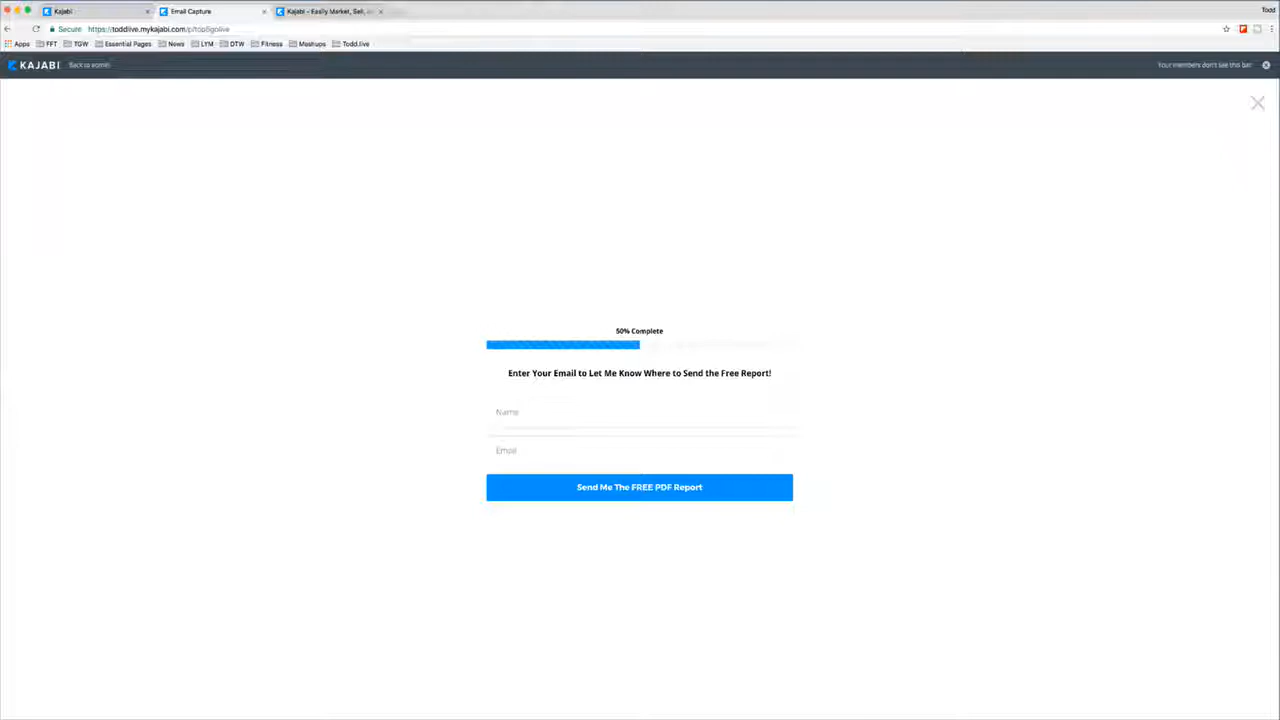 Kajabi
Email Capture
Kajabi - Easily Market, Sell,
Todd
Secure https://toddlive.mykajabi.com/p/top5golive
Apps FFT TGW Essential Pages News LYM DTW Fitness Mashups Todd.live
KAJABI Back to admin
Your members don't see this bar
50% Complete
Enter Your Email to Let Me Know Where to Send the Free Report!
Name
Email
Send Me The FREE PDF Report